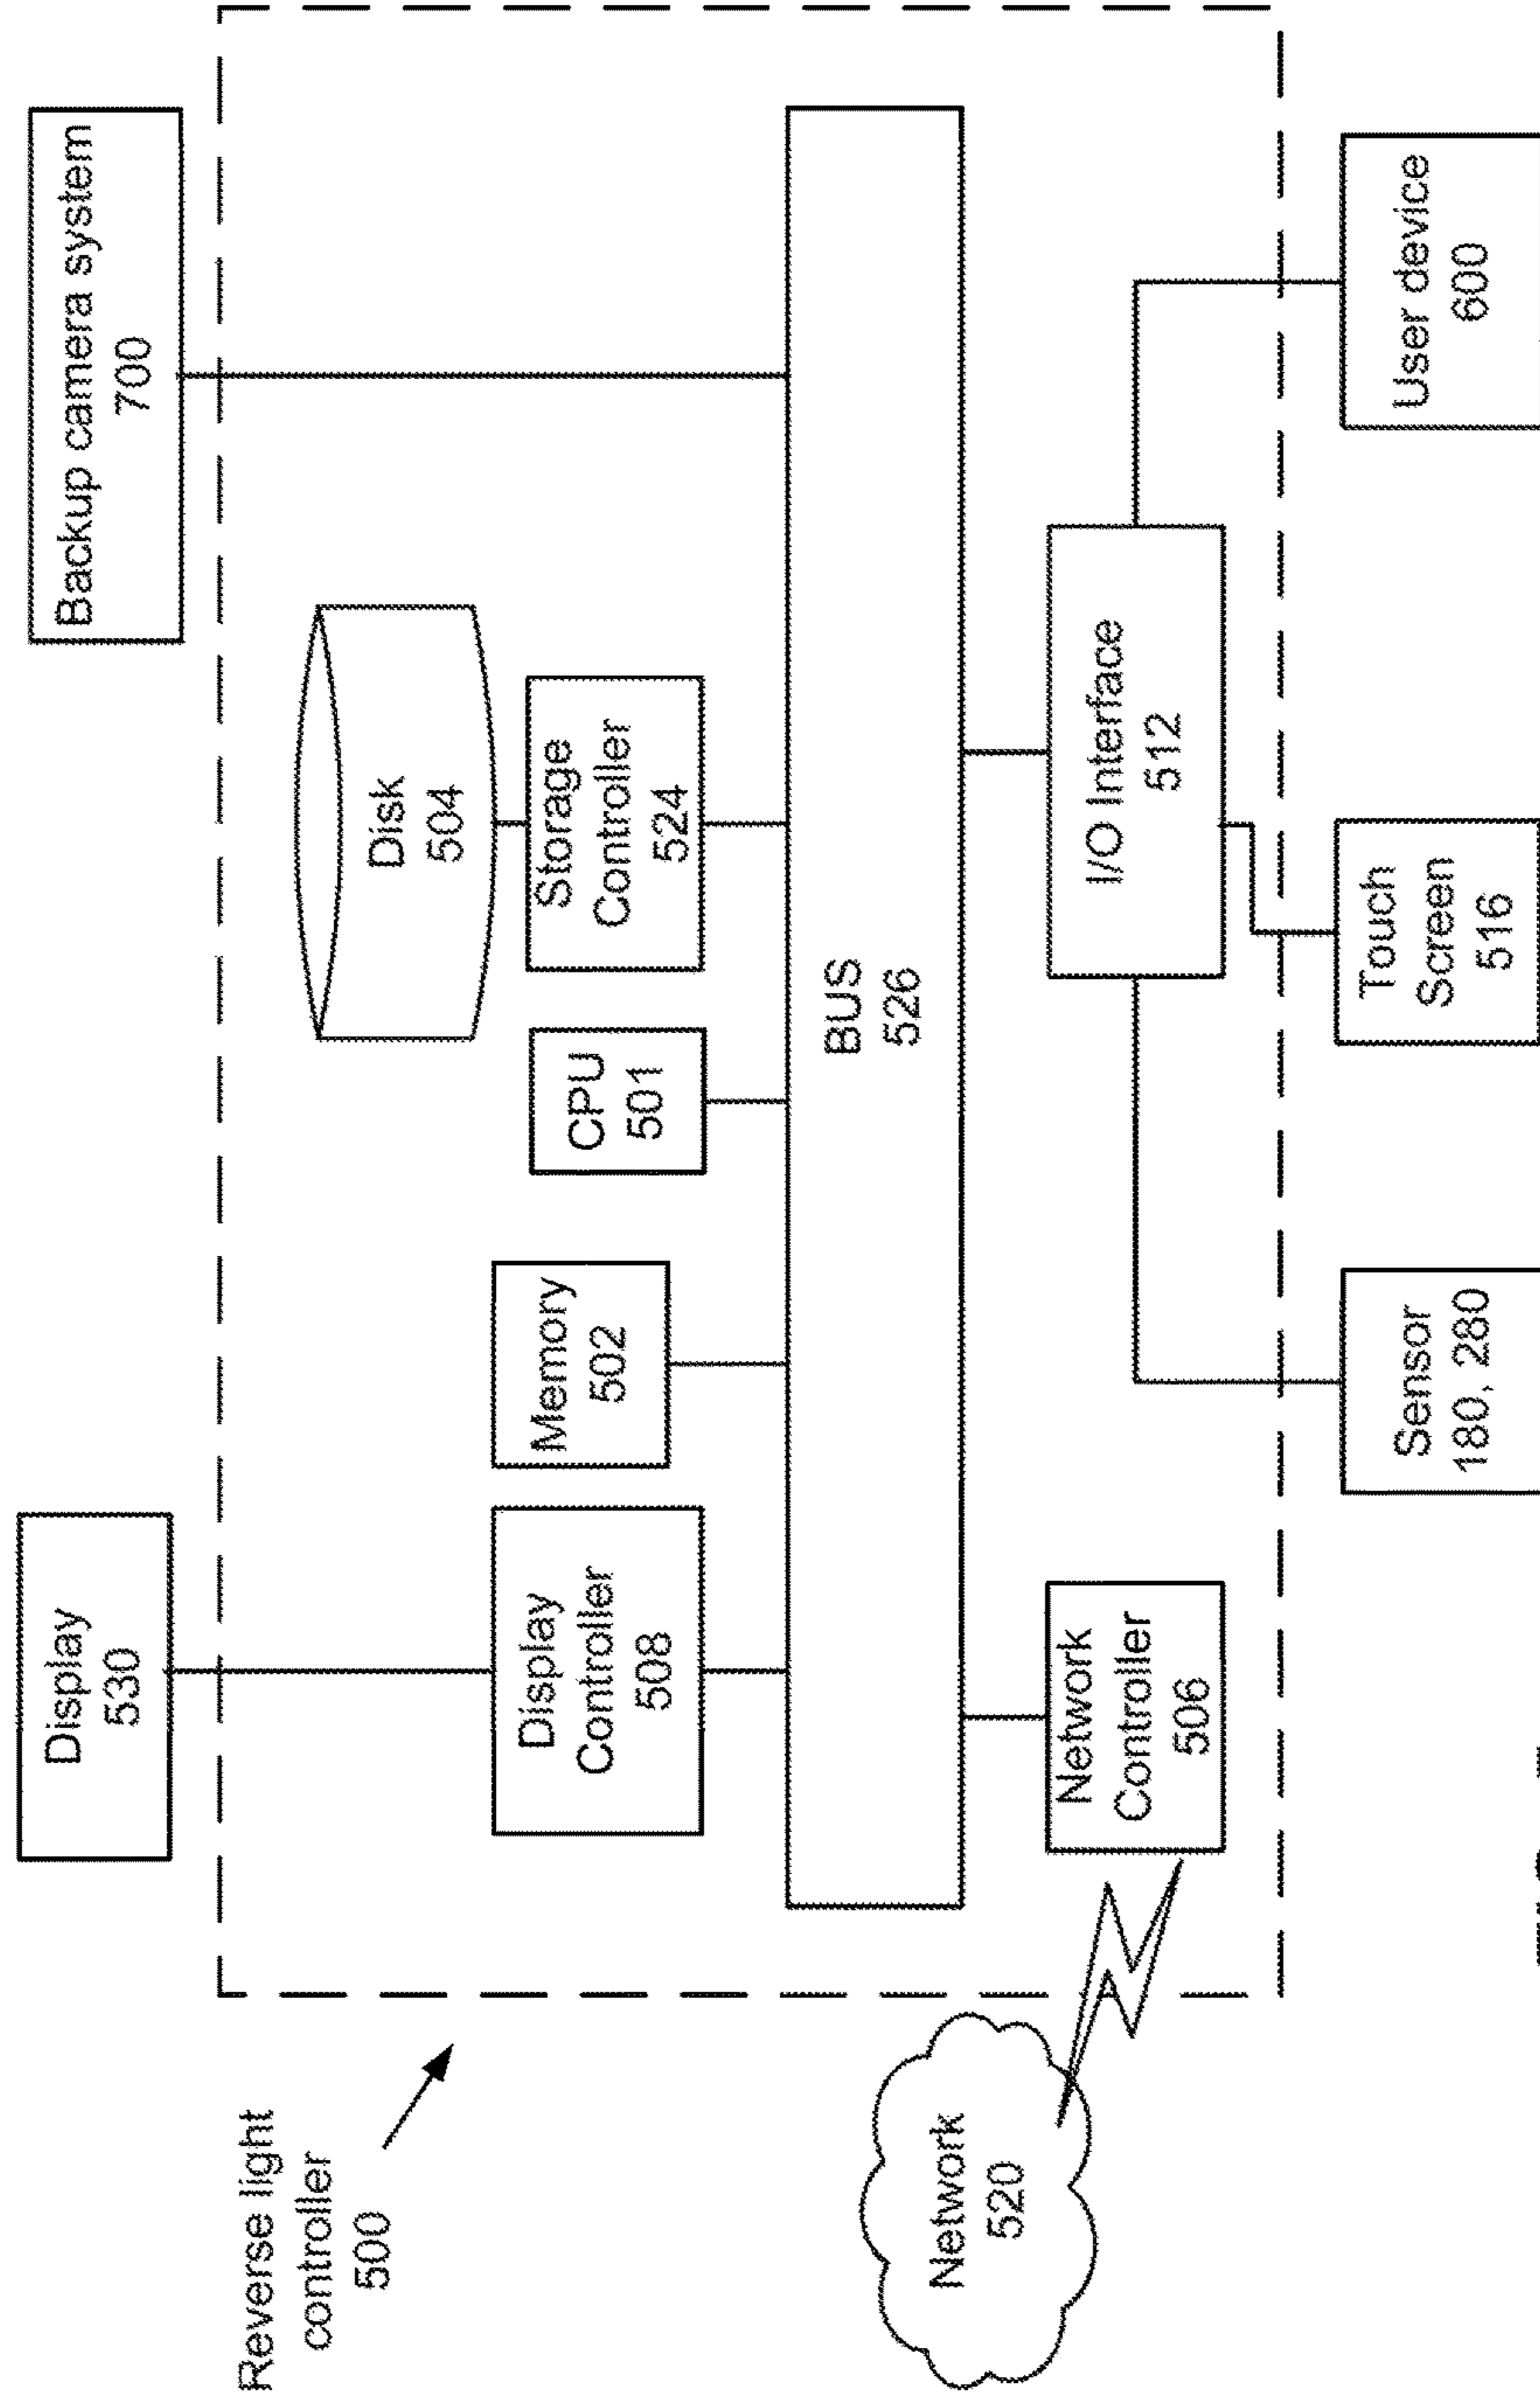 Reverse light
controller
500
Display
530
Backup camera system
700
Disk
504
Display
Controller
508
Memory
502
CPU
501
Storage
Controller
524
BUS
526
Network
520
Network
Controller
506
I/O Interface
512
Sensor
180, 280
Touch
Screen
516
User device
600